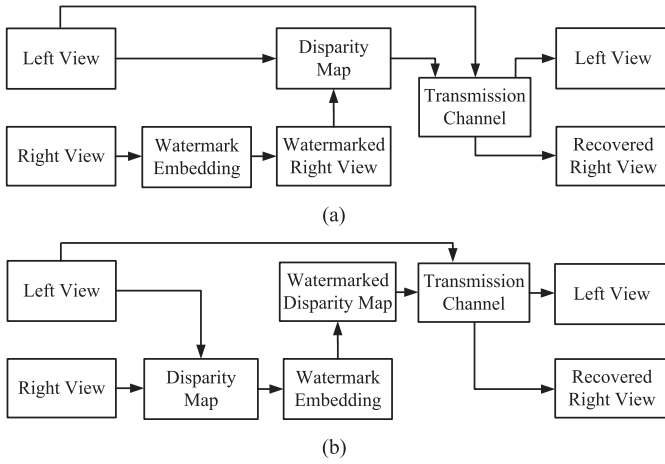 Left View
Disparity
Map
Left View
Transmission
Channel
Right View
Watermark
Embedding
Watermarked
Right View
Recovered
Right View
(a)
Left View
Watermarked
Disparity Map
Transmission
Channel
Left View
Right View
Disparity
Map
Watermark
Embedding
Recovered
Right View
(b)